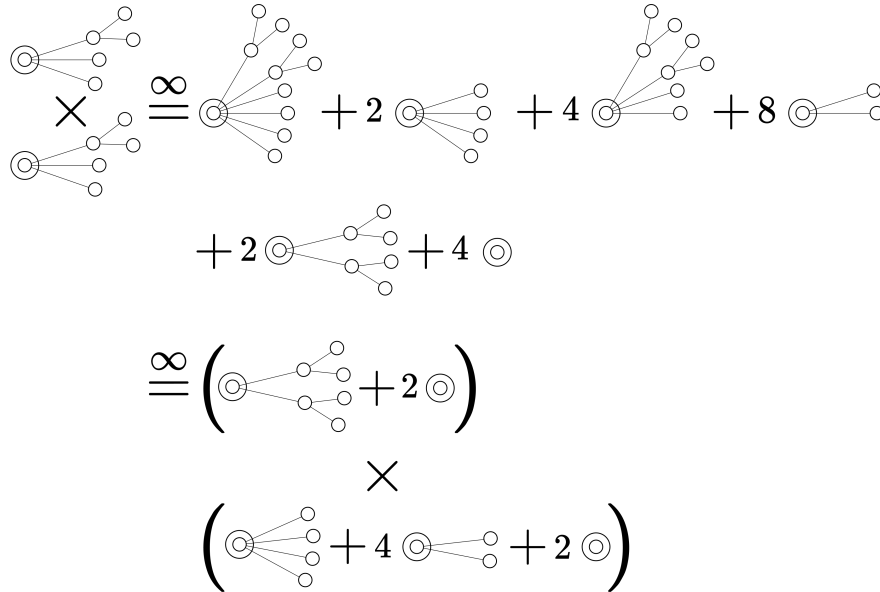 × ≝∞ + 2 + 4 + 8
+ 2 + 4
=∞ ( + 2 )
×
( + 4 + 2 )